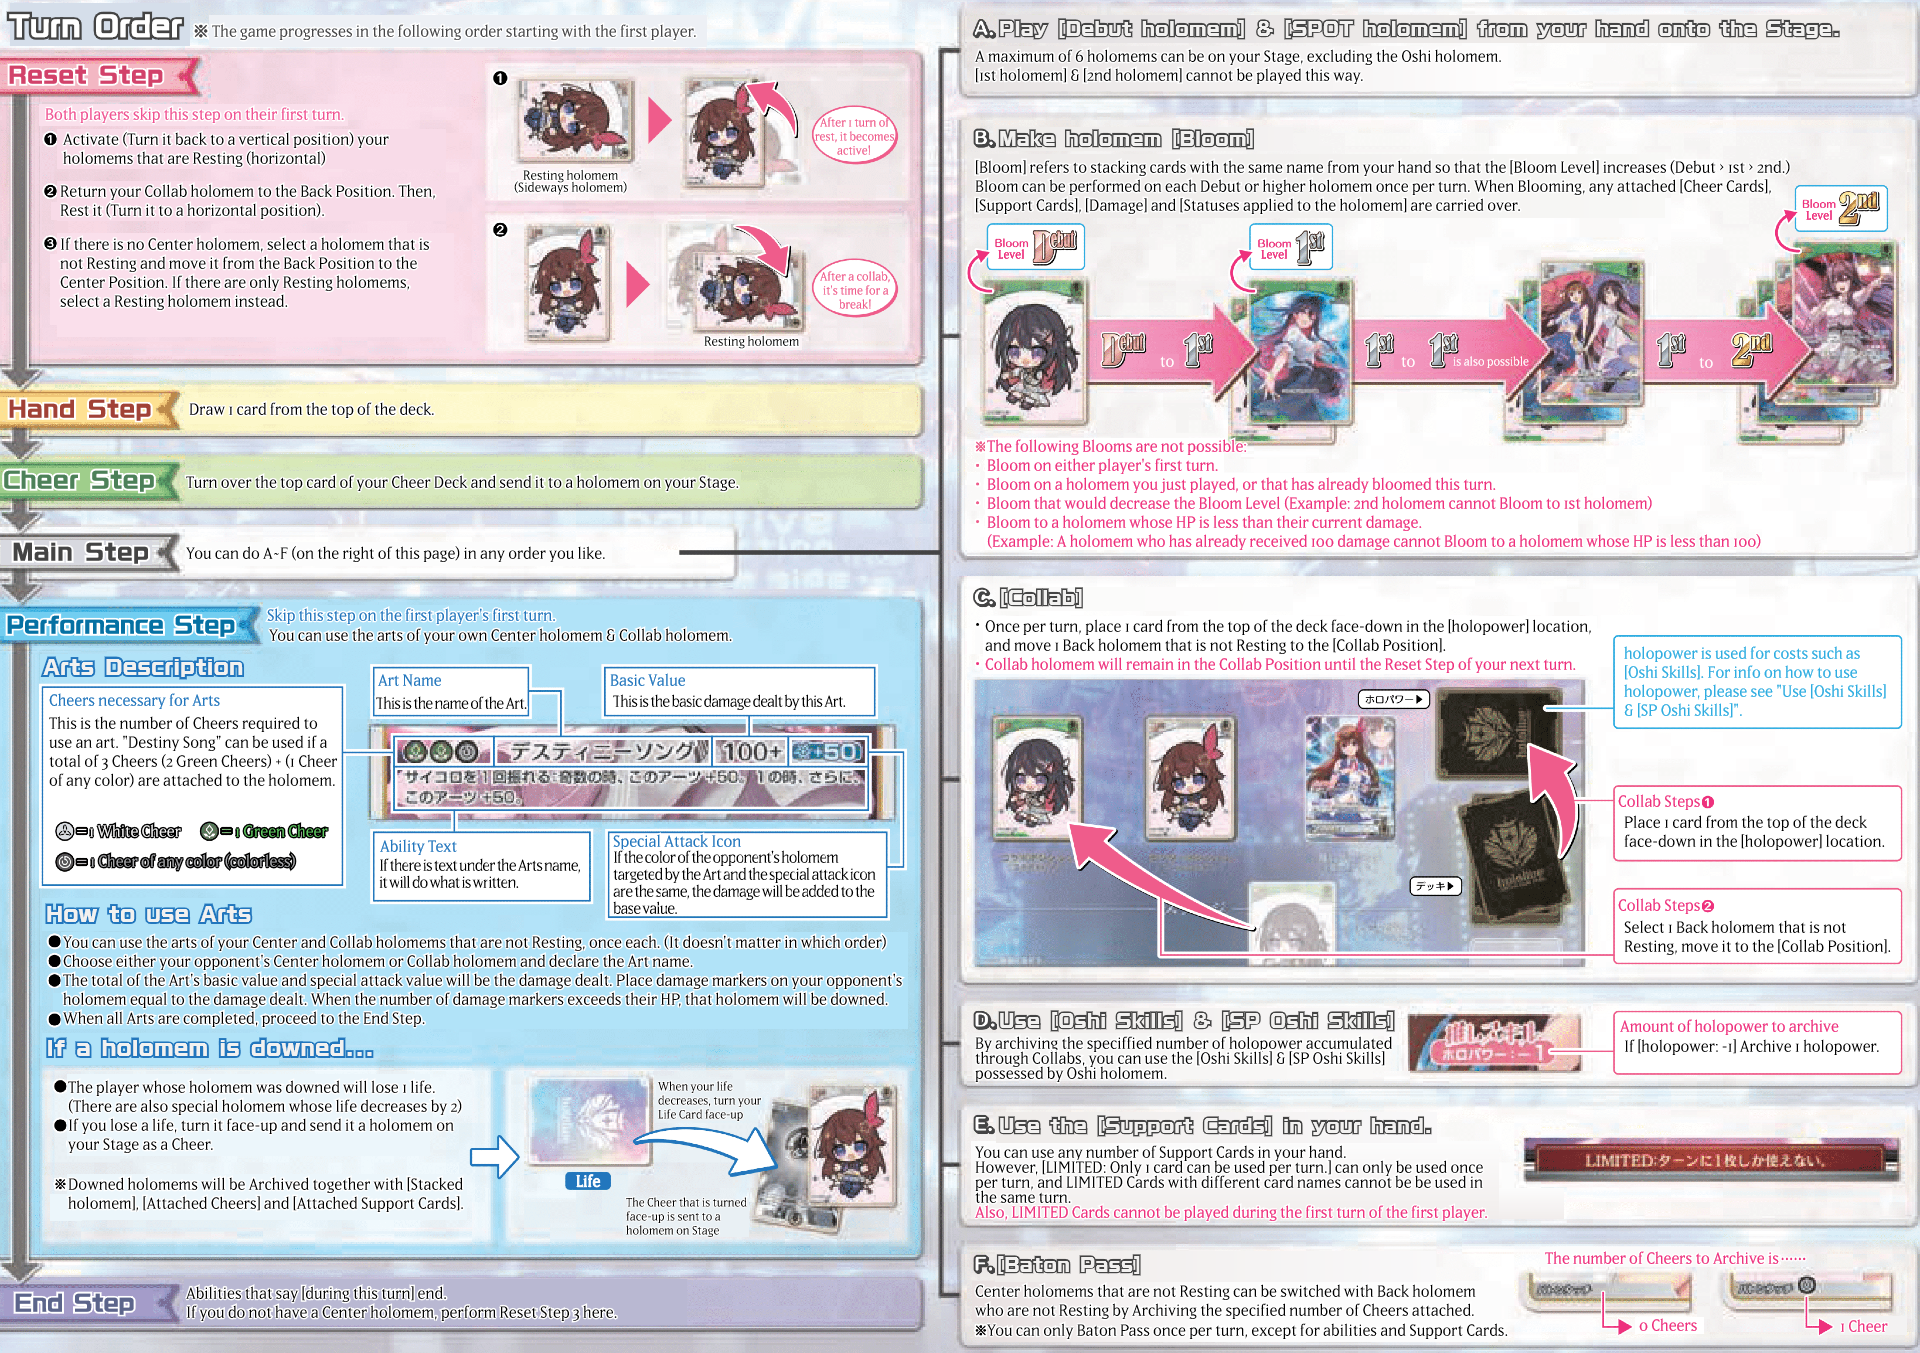 Turn Order
※ The game progresses in the following order starting with the first player.
Reset Step
Both players skip this step on their first turn.
❶ Activate (Turn it back to a vertical position) your
holomems that are Resting (horizontal)
❷ Return your Collab holomem to the Back Position. Then,
Rest it (Turn it to a horizontal position).
❸ If there is no Center holomem, select a holomem that is
not Resting and move it from the Back Position to the
Center Position. If there are only Resting holomems,
select a Resting holomem instead.
❶
Resting holomem
(Sideways holomem)
After 1 turn of
rest, it becomes
active!
❷
Resting holomem
After a collab,
it's time for a
break!
Hand Step
Draw 1 card from the top of the deck.
Cheer Step
Turn over the top card of your Cheer Deck and send it to a holomem on your Stage.
Main Step
You can do A~F (on the right of this page) in any order you like.
Performance Step
Skip this step on the first player's first turn.
You can use the arts of your own Center holomem & Collab holomem.
Arts Description
Cheers necessary for Arts
This is the number of Cheers required to
use an art. "Destiny Song" can be used if a
total of 3 Cheers (2 Green Cheers) + (1 Cheer
of any color) are attached to the holomem.
=1 White Cheer
=1 Green Cheer
=1 Cheer of any color (colorless)
Art Name
This is the name of the Art.
Basic Value
This is the basic damage dealt by this Art.
デスティニーソング 100+ +50
サイコロを1回振れる:奇数の時、このアーツ+50。1の時、さらに、
このアーツ+50。
Ability Text
If there is text under the Arts name,
it will do what is written.
Special Attack Icon
If the color of the opponent's holomem
targeted by the Art and the special attack icon
are the same, the damage will be added to the
base value.
How to use Arts
●You can use the arts of your Center and Collab holomems that are not Resting, once each. (It doesn't matter in which order)
●Choose either your opponent's Center holomem or Collab holomem and declare the Art name.
●The total of the Art's basic value and special attack value will be the damage dealt. Place damage markers on your opponent's
holomem equal to the damage dealt. When the number of damage markers exceeds their HP, that holomem will be downed.
●When all Arts are completed, proceed to the End Step.
If a holomem is downed...
●The player whose holomem was downed will lose 1 life.
(There are also special holomem whose life decreases by 2)
●If you lose a life, turn it face-up and send it a holomem on
your Stage as a Cheer.
※Downed holomems will be Archived together with [Stacked
holomem], [Attached Cheers] and [Attached Support Cards].
Life
When your life
decreases, turn your
Life Card face-up
The Cheer that is turned
face-up is sent to a
holomem on Stage
End Step
Abilities that say [during this turn] end.
If you do not have a Center holomem, perform Reset Step 3 here.
A. Play [Debut holomem] & [SPOT holomem] from your hand onto the Stage.
A maximum of 6 holomems can be on your Stage, excluding the Oshi holomem.
[1st holomem] & [2nd holomem] cannot be played this way.
B. Make holomem [Bloom]
[Bloom] refers to stacking cards with the same name from your hand so that the [Bloom Level] increases (Debut > 1st > 2nd.)
Bloom can be performed on each Debut or higher holomem once per turn. When Blooming, any attached [Cheer Cards],
[Support Cards], [Damage] and [Statuses applied to the holomem] are carried over.
Bloom Level Debut
Bloom Level 1st
Bloom Level 2nd
Debut to 1st
1st to 1st is also possible
1st to 2nd
※The following Blooms are not possible:
・ Bloom on either player's first turn.
・ Bloom on a holomem you just played, or that has already bloomed this turn.
・ Bloom that would decrease the Bloom Level (Example: 2nd holomem cannot Bloom to 1st holomem)
・ Bloom to a holomem whose HP is less than their current damage.
(Example: A holomem who has already received 100 damage cannot Bloom to a holomem whose HP is less than 100)
C. [Collab]
・Once per turn, place 1 card from the top of the deck face-down in the [holopower] location,
and move 1 Back holomem that is not Resting to the [Collab Position].
・Collab holomem will remain in the Collab Position until the Reset Step of your next turn.
ホロパワー▶
デッキ▶
holopower is used for costs such as
[Oshi Skills]. For info on how to use
holopower, please see "Use [Oshi Skills]
& [SP Oshi Skills]".
Collab Steps❶
Place 1 card from the top of the deck
face-down in the [holopower] location.
Collab Steps❷
Select 1 Back holomem that is not
Resting, move it to the [Collab Position].
D. Use [Oshi Skills] & [SP Oshi Skills]
By archiving the speciffied number of holopower accumulated
through Collabs, you can use the [Oshi Skills] & [SP Oshi Skills]
possessed by Oshi holomem.
推しスキル
ホロパワー:-1
Amount of holopower to archive
If [holopower: -1] Archive 1 holopower.
E. Use the [Support Cards] in your hand.
You can use any number of Support Cards in your hand.
However, [LIMITED: Only 1 card can be used per turn.] can only be used once
per turn, and LIMITED Cards with different card names cannot be be used in
the same turn.
Also, LIMITED Cards cannot be played during the first turn of the first player.
LIMITED:ターンに1枚しか使えない。
F. [Baton Pass]
Center holomems that are not Resting can be switched with Back holomem
who are not Resting by Archiving the specified number of Cheers attached.
※You can only Baton Pass once per turn, except for abilities and Support Cards.
The number of Cheers to Archive is ······
バトンタッチ
0 Cheers
バトンタッチ
1 Cheer